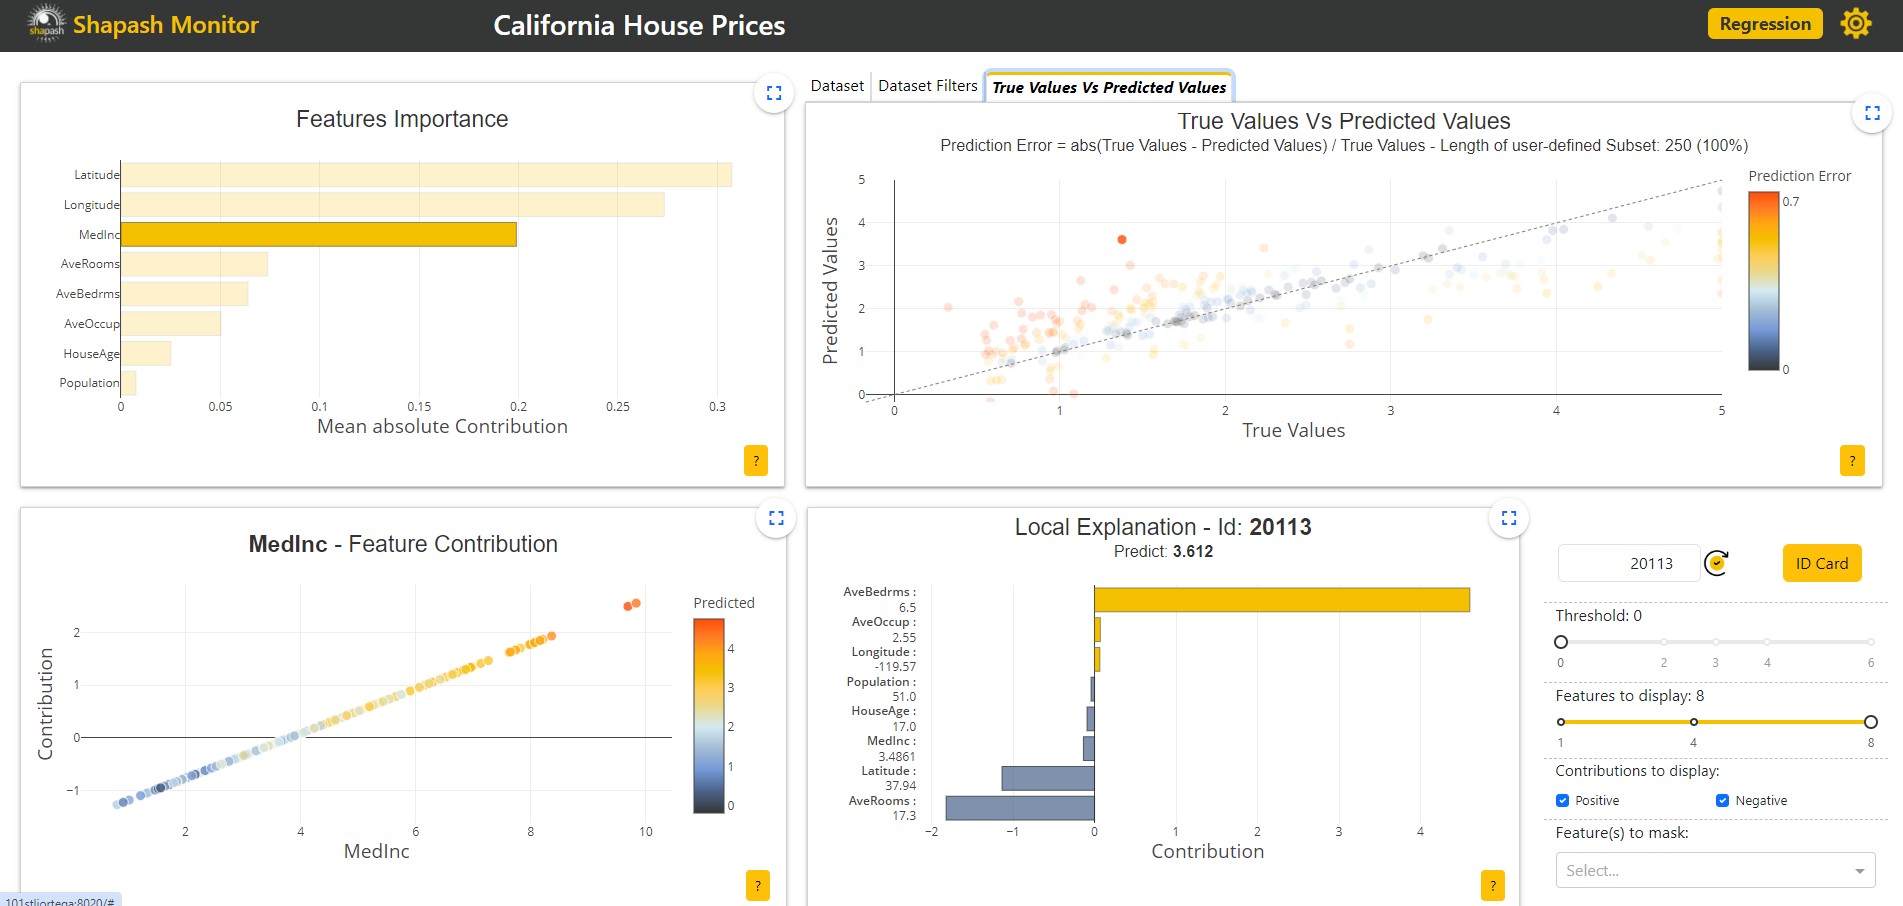 shapash
Shapash Monitor
California House Prices
Regression
Features Importance
Latitude
Longitude
MedInc
AveRooms
AveBedrms
AveOccup
HouseAge
Population
0 0.05 0.1 0.15 0.2 0.25 0.3
Mean absolute Contribution
?
Dataset
Dataset Filters
True Values Vs Predicted Values
True Values Vs Predicted Values
Prediction Error = abs(True Values - Predicted Values) / True Values - Length of user-defined Subset: 250 (100%)
Predicted Values
5
4
3
2
1
0
0 1 2 3 4 5
True Values
Prediction Error
0.7
0
?
MedInc - Feature Contribution
Contribution
2
1
0
−1
2 4 6 8 10
MedInc
Predicted
4
3
2
1
0
?
101stliortega:8020/#
Local Explanation - Id: 20113
Predict: 3.612
AveBedrms :
6.5
AveOccup :
2.55
Longitude :
-119.57
Population :
51.0
HouseAge :
17.0
MedInc :
3.4861
Latitude :
37.94
AveRooms :
17.3
−2 −1 0 1 2 3 4
Contribution
?
20113
ID Card
Threshold: 0
0 2 3 4 6
Features to display: 8
1 4 8
Contributions to display:
Positive
Negative
Feature(s) to mask:
Select...